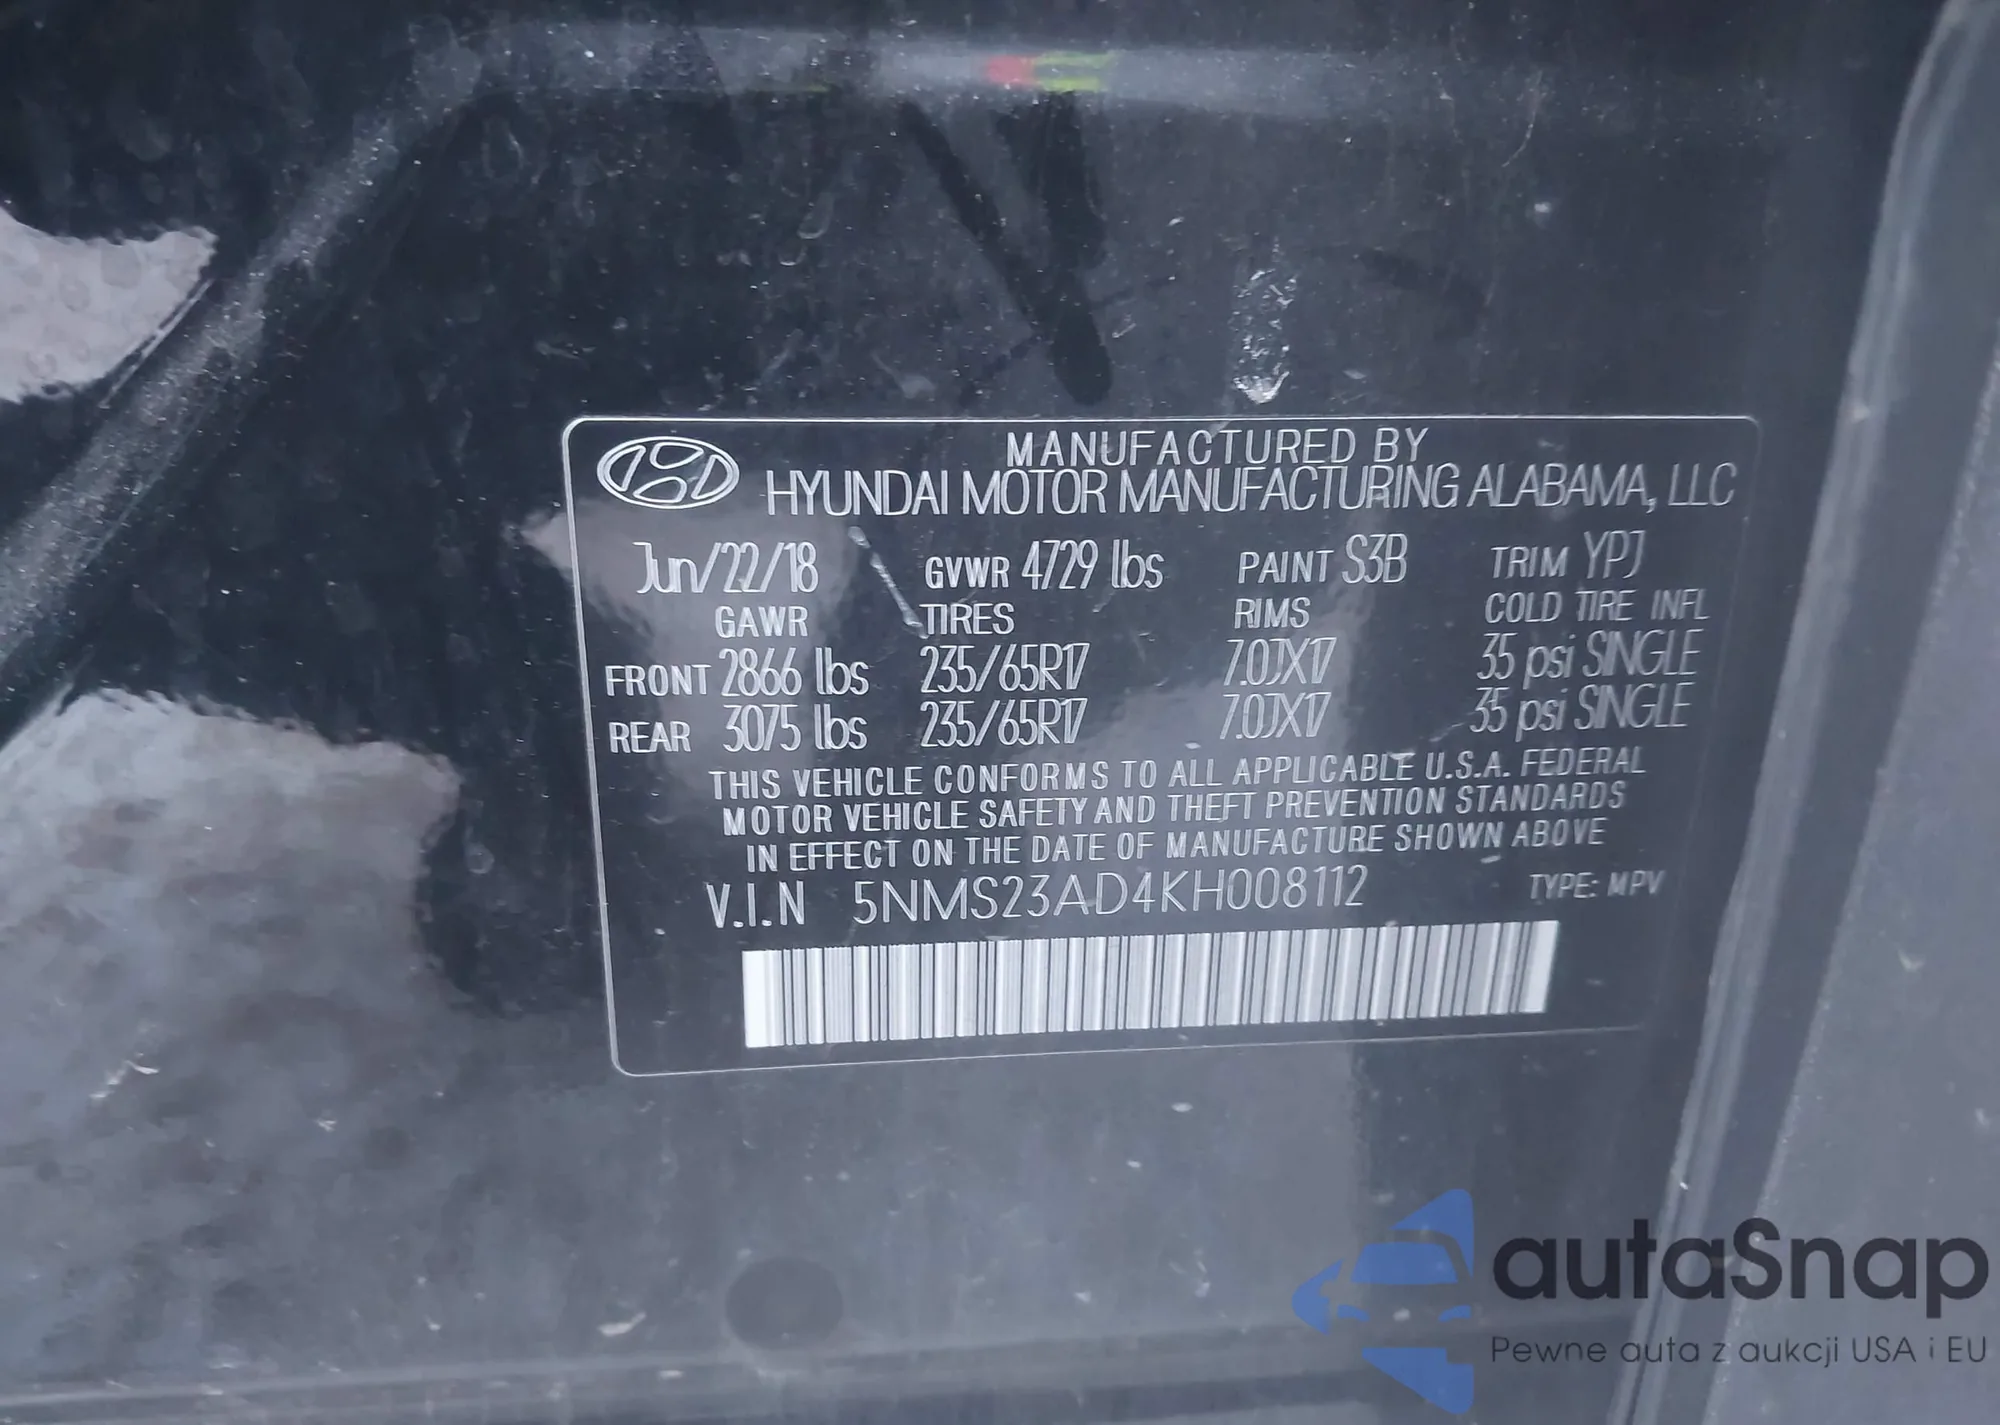 MANUFACTURED BY
HYUNDAI MOTOR MANUFACTURING ALABAMA, LLC
Jun/22/18 GVWR 4729 lbs PAINT S3B TRIM YPJ
GAWR TIRES RIMS COLD TIRE INFL
FRONT 2866 lbs 235/65R17 7.0JX17 35 psi SINGLE
REAR 3075 lbs 235/65R17 7.0JX17 35 psi SINGLE
THIS VEHICLE CONFORMS TO ALL APPLICABLE U.S.A. FEDERAL
MOTOR VEHICLE SAFETY AND THEFT PREVENTION STANDARDS
IN EFFECT ON THE DATE OF MANUFACTURE SHOWN ABOVE
V.I.N 5NMS23AD4KH008112 TYPE: MPV
autaSnap
Pewne auta z aukcji USA i EU